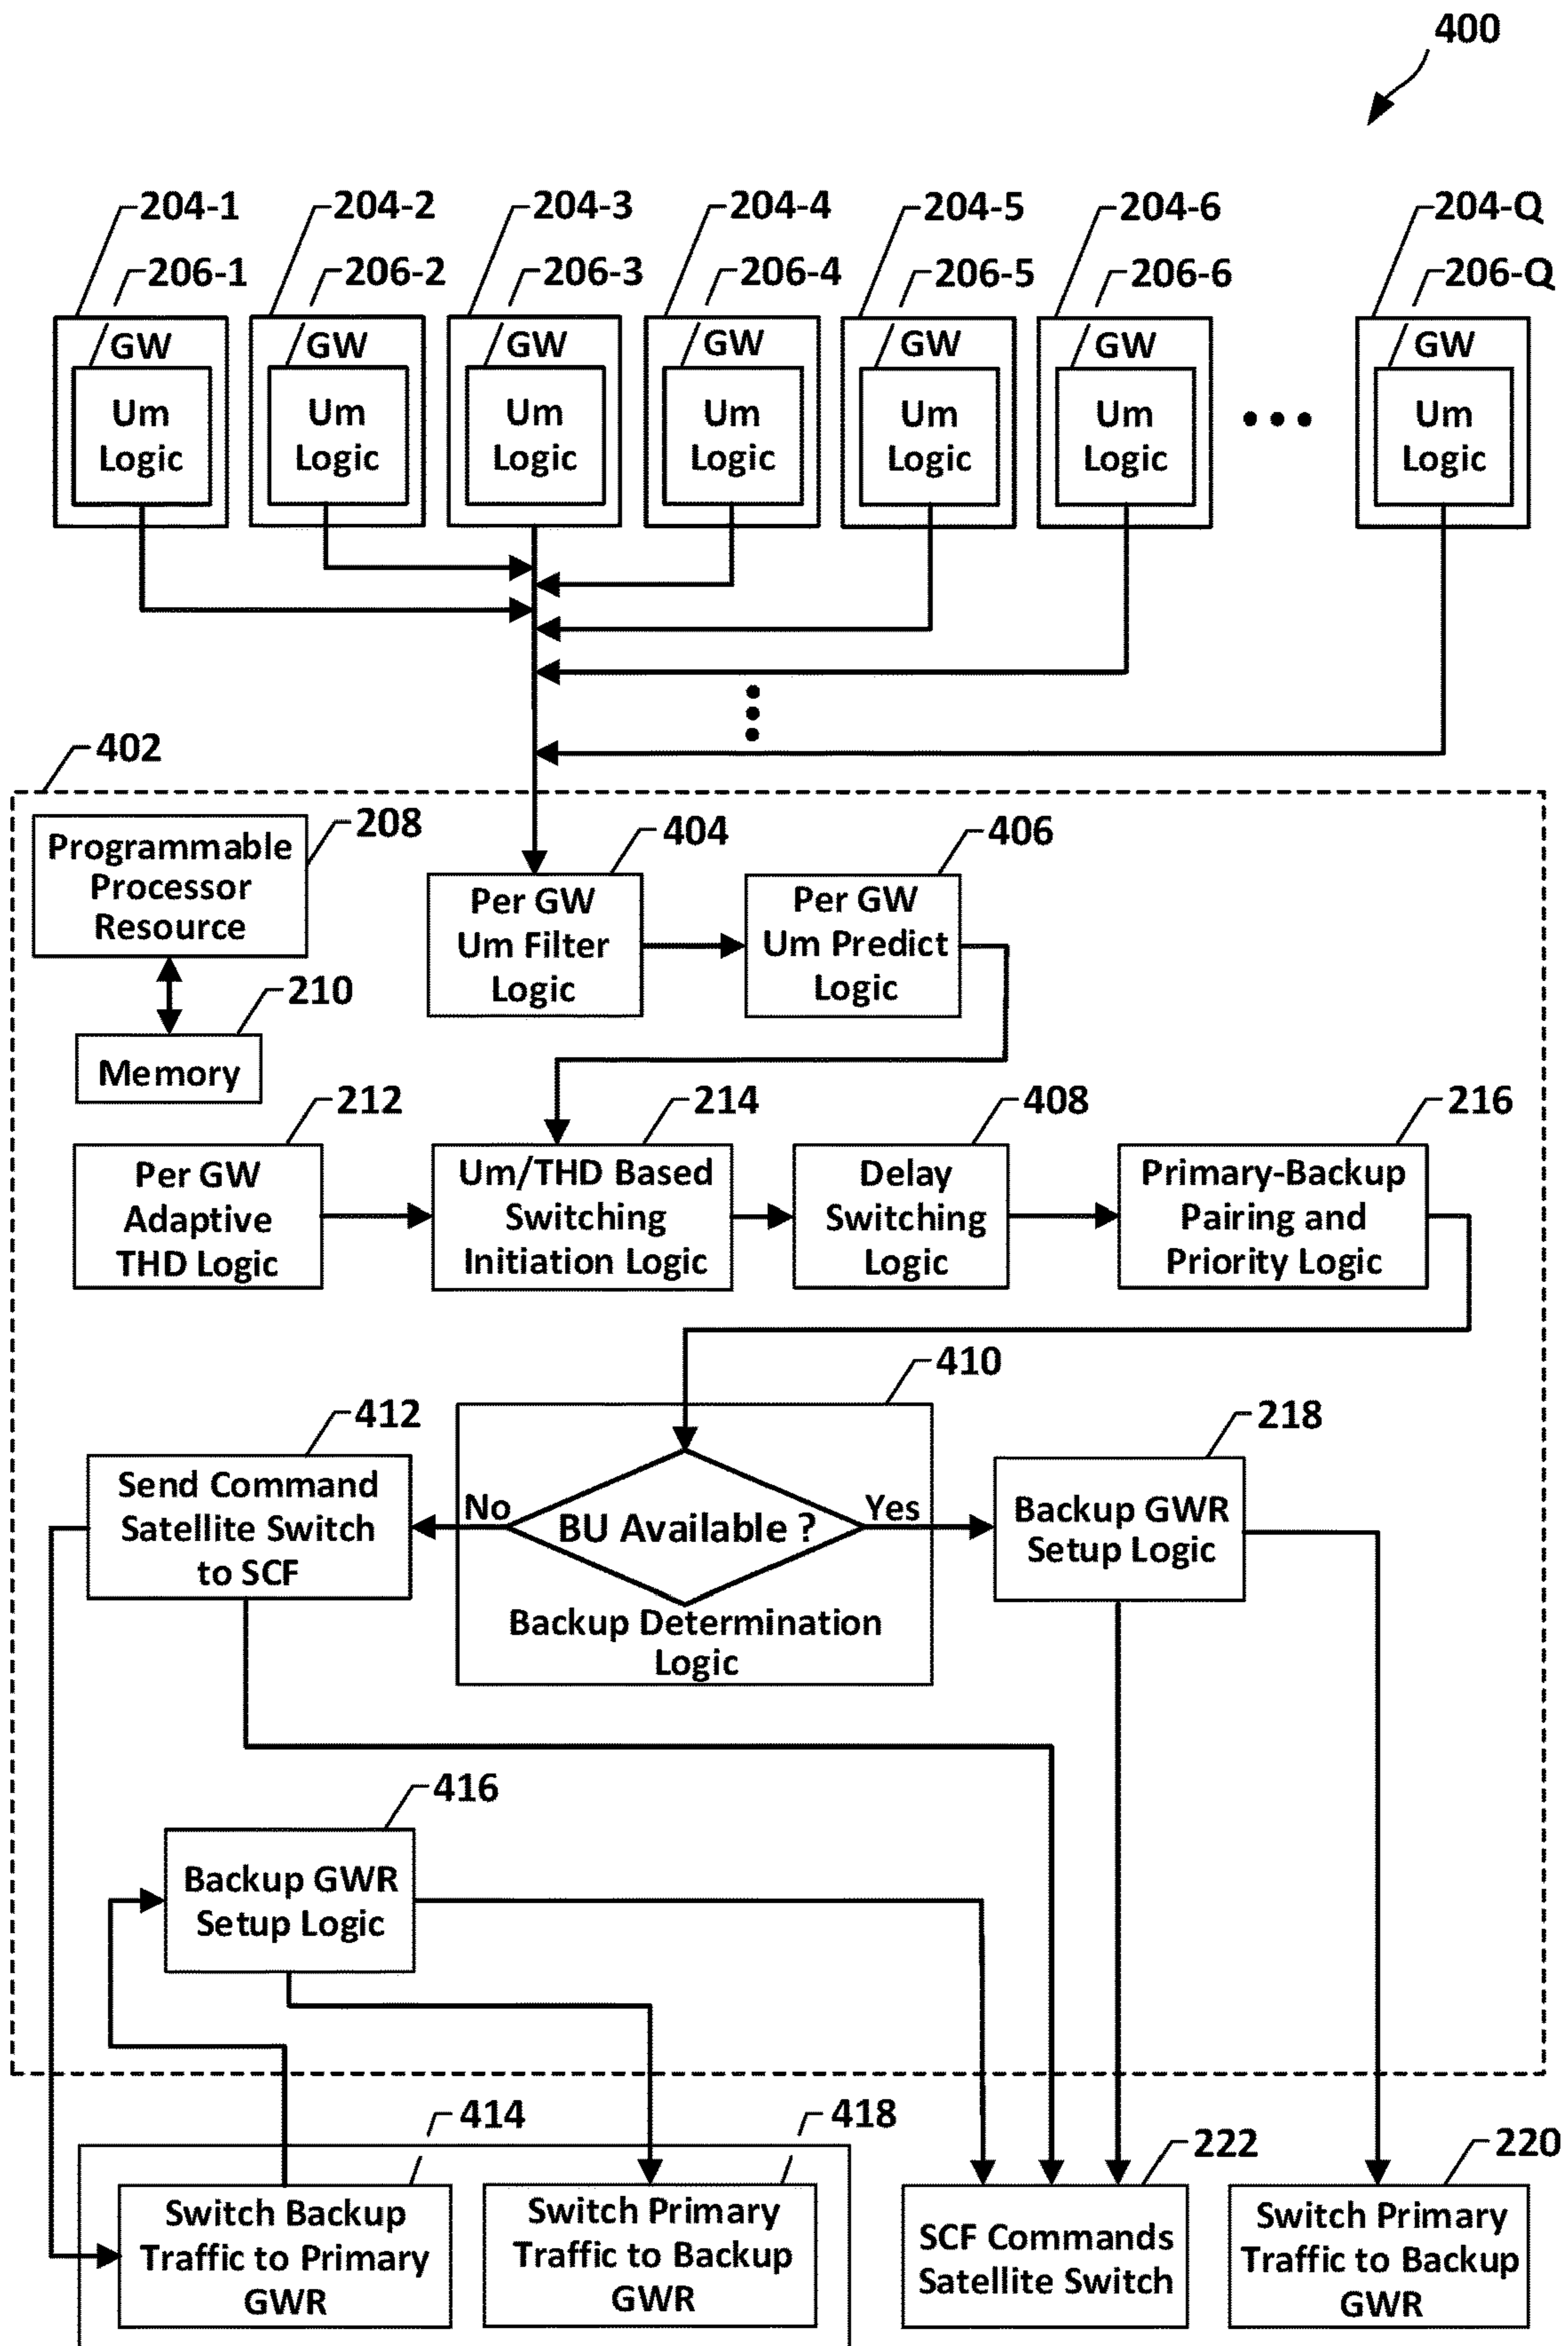 400
204-1
204-2
204-3
204-4
204-5
204-6
204-Q
206-1
206-2
206-3
206-4
206-5
206-6
206-Q
GW
Um
Logic
GW
Um
Logic
GW
Um
Logic
GW
Um
Logic
GW
Um
Logic
GW
Um
Logic
GW
Um
Logic
402
Programmable
Processor
Resource
208
404
Per GW
Um Filter
Logic
406
Per GW
Um Predict
Logic
210
Memory
212
Per GW
Adaptive
THD Logic
214
Um/THD Based
Switching
Initiation Logic
408
Delay
Switching
Logic
216
Primary-Backup
Pairing and
Priority Logic
410
412
Send Command
Satellite Switch
to SCF
No
BU Available ?
Yes
Backup Determination
Logic
218
Backup GWR
Setup Logic
416
Backup GWR
Setup Logic
414
Switch Backup
Traffic to Primary
GWR
418
Switch Primary
Traffic to Backup
GWR
222
SCF Commands
Satellite Switch
220
Switch Primary
Traffic to Backup
GWR